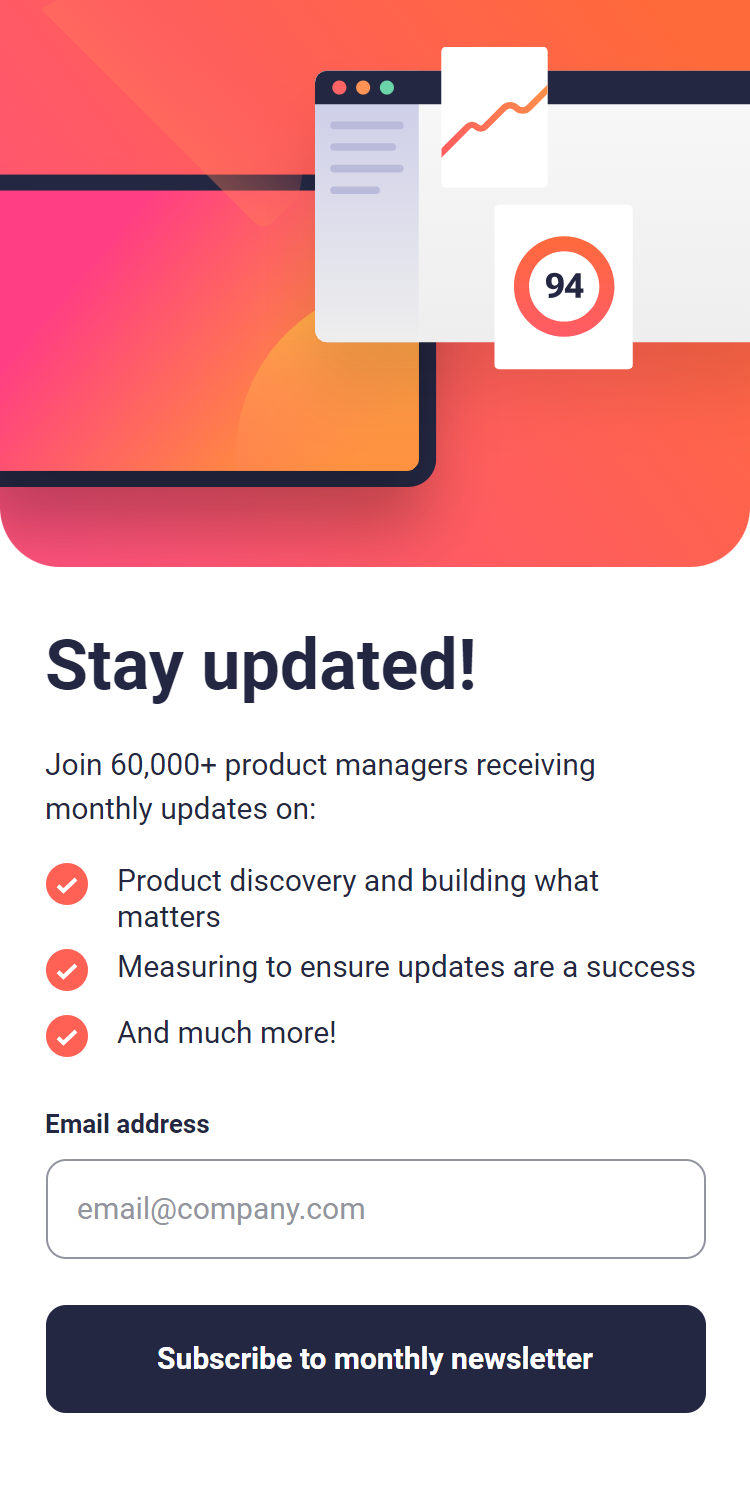 94
Stay updated!
Join 60,000+ product managers receiving
monthly updates on:
Product discovery and building what
matters
Measuring to ensure updates are a success
And much more!
Email address
email@company.com
Subscribe to monthly newsletter